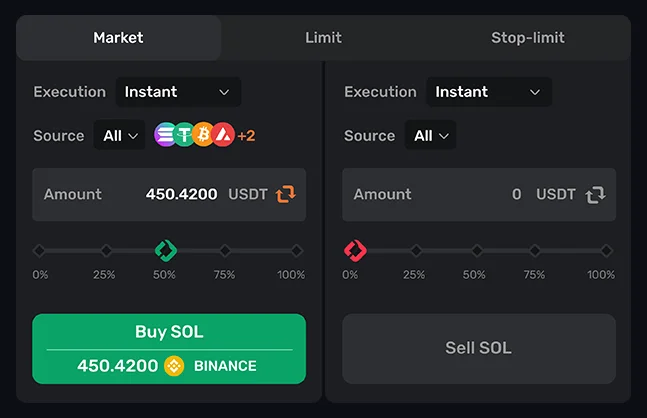 Market Limit Stop-limit
Execution Instant
Source All +2
Amount 450.4200 USDT
0% 25% 50% 75% 100%
Buy SOL
450.4200 BINANCE
Execution Instant
Source All
Amount 0 USDT
0% 25% 50% 75% 100%
Sell SOL